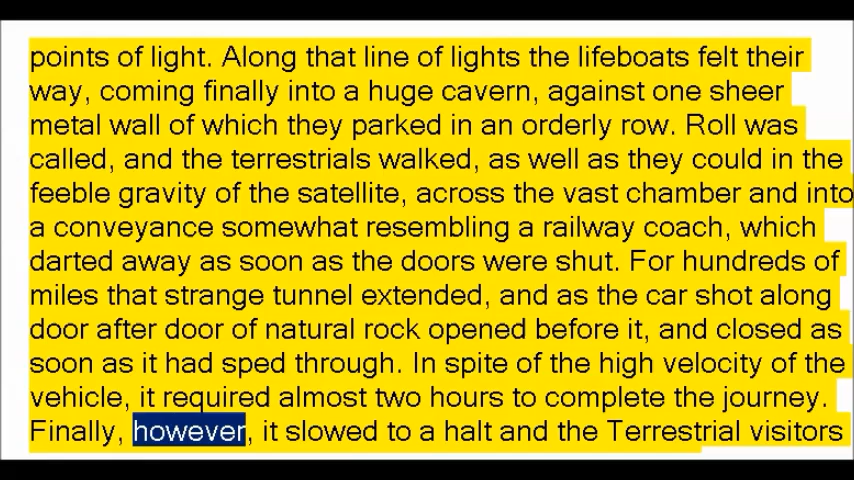 points of light. Along that line of lights the lifeboats felt their
way, coming finally into a huge cavern, against one sheer
metal wall of which they parked in an orderly row. Roll was
called, and the terrestrials walked, as well as they could in the
feeble gravity of the satellite, across the vast chamber and into
a conveyance somewhat resembling a railway coach, which
darted away as soon as the doors were shut. For hundreds of
miles that strange tunnel extended, and as the car shot along
door after door of natural rock opened before it, and closed as
soon as it had sped through. In spite of the high velocity of the
vehicle, it required almost two hours to complete the journey.
Finally, however, it slowed to a halt and the Terrestrial visitors